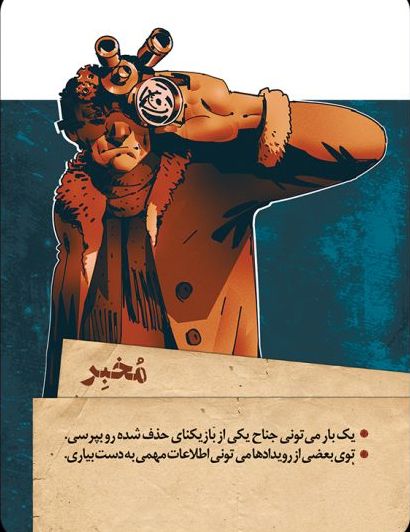 مُخبِر
یک بار می تونی جناح یکی از بازیکنای حذف شده رو بپرسی.
توی بعضی از رویدادها می تونی اطلاعات مهمی به دست بیاری.